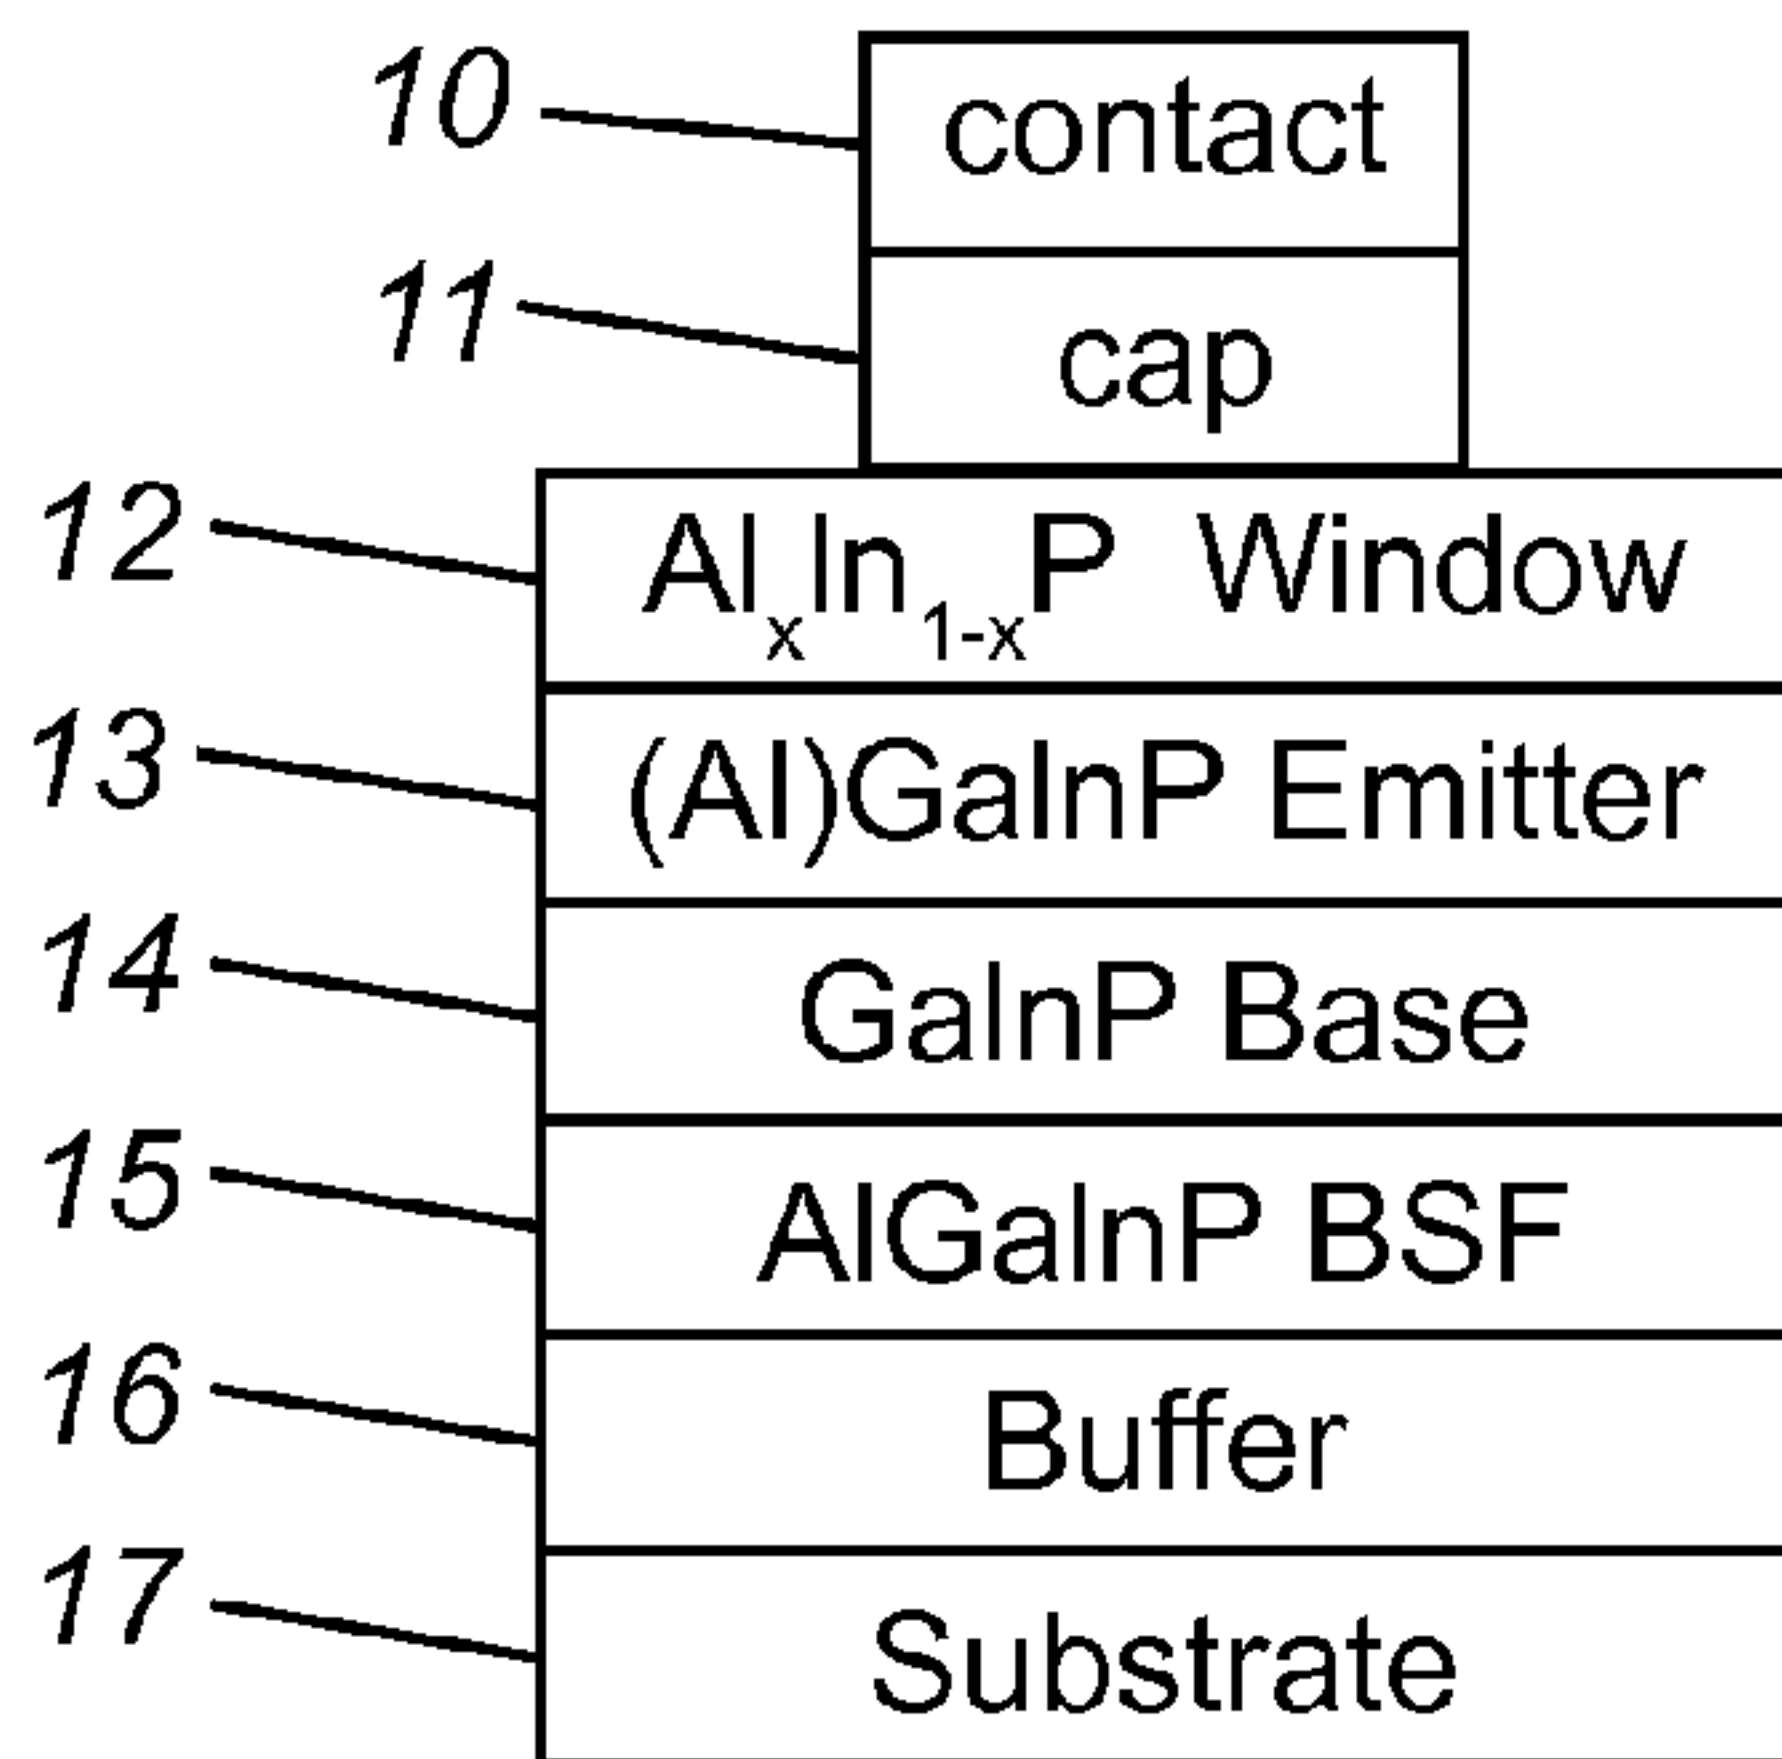 10 contact
11 cap
12 AlₓIn₁₋ₓP Window
13 (Al)GaInP Emitter
14 GaInP Base
15 AlGaInP BSF
16 Buffer
17 Substrate